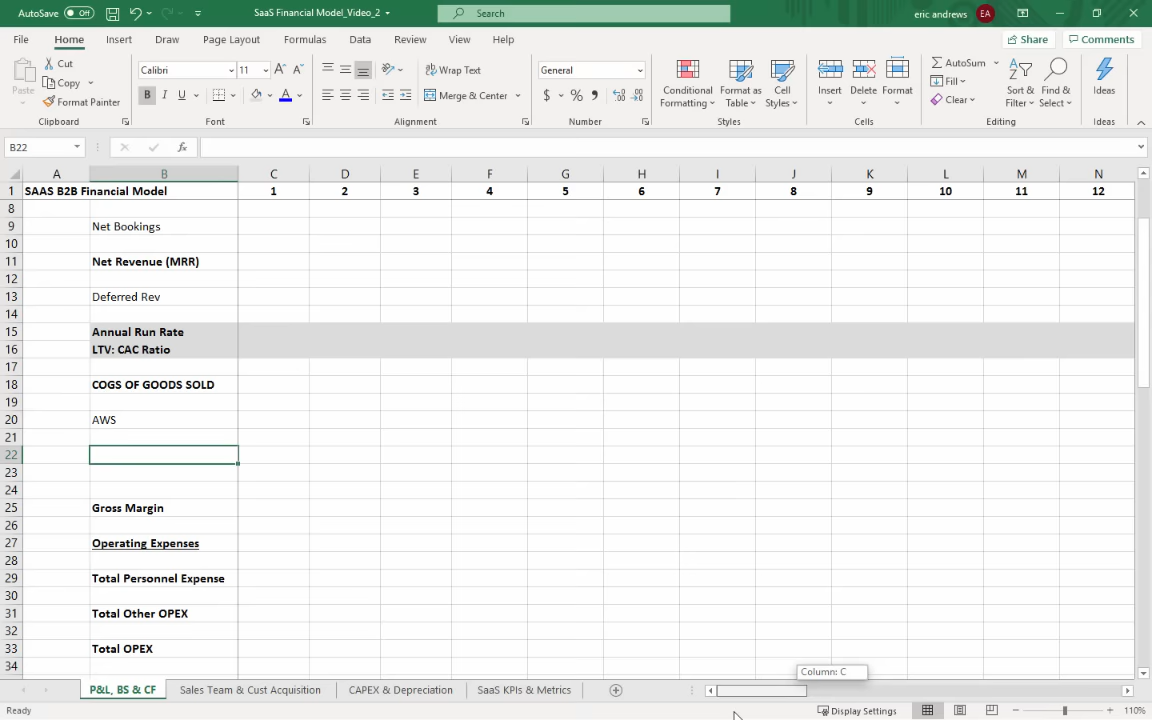 AutoSave Off SaaS Financial Model_Video_2 Search eric andrews EA
File Home Insert Draw Page Layout Formulas Data Review View Help Share Comments
Paste Cut Copy Format Painter Clipboard
Calibri 11 A A B I U A Font
Wrap Text Merge & Center Alignment
General $ % Number
Conditional Formatting Format as Table Cell Styles Styles
Insert Delete Format Cells
AutoSum Fill Clear Sort & Filter Find & Select Editing
Ideas Ideas
B22 fx
A B C D E F G H I J K L M N
1 SAAS B2B Financial Model 1 2 3 4 5 6 7 8 9 10 11 12
8
9 Net Bookings
10
11 Net Revenue (MRR)
12
13 Deferred Rev
14
15 Annual Run Rate
16 LTV: CAC Ratio
17
18 COGS OF GOODS SOLD
19
20 AWS
21
22
23
24
25 Gross Margin
26
27 Operating Expenses
28
29 Total Personnel Expense
30
31 Total Other OPEX
32
33 Total OPEX
34
Column: C
P&L, BS & CF Sales Team & Cust Acquisition CAPEX & Depreciation SaaS KPIs & Metrics
Ready Display Settings 110%